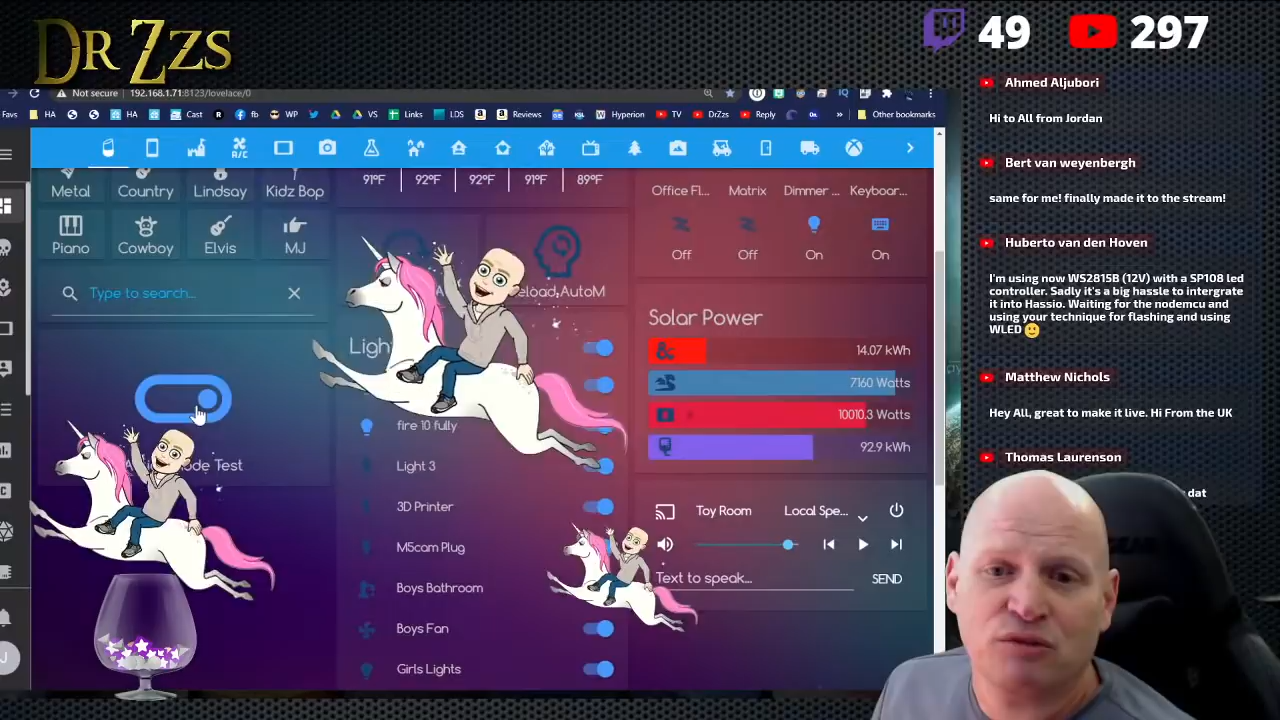 DR ZZS
49
297
Not secure
192.168.1.71:8123/lovelace/0
Favs
HA
HA
Cast
fb
WP
VS
Links
LDS
Reviews
Hyperion
TV
DrZzs
Reply
»
Other bookmarks
A/C
Metal
Country
Lindsay
Kidz Bop
Piano
Cowboy
Elvis
MJ
Type to search...
ode Test
91°F
92°F
92°F
91°F
89°F
eload,AutoM
Ligh
fire 10 fully
Light 3
3D Printer
M5cam Plug
Boys Bathroom
Boys Fan
Girls Lights
Office Fl...
Matrix
Dimmer ...
Keyboar...
Off
Off
On
On
Solar Power
14.07 kWh
7160 Watts
10010.3 Watts
92.9 kWh
Toy Room
Local Spe...
Text to speak...
SEND
J
Ahmed Aljubori
Hi to All from Jordan
Bert van weyenbergh
same for me! finally made it to the stream!
Huberto van den Hoven
I'm using now WS2815B (12V) with a SP108 led
controller. Sadly it's a big hassle to intergrate
it into Hassio. Waiting for the nodemcu and
using your technique for flashing and using
WLED 🙂
Matthew Nichols
Hey All, great to make it live. Hi From the UK
Thomas Laurenson
dat